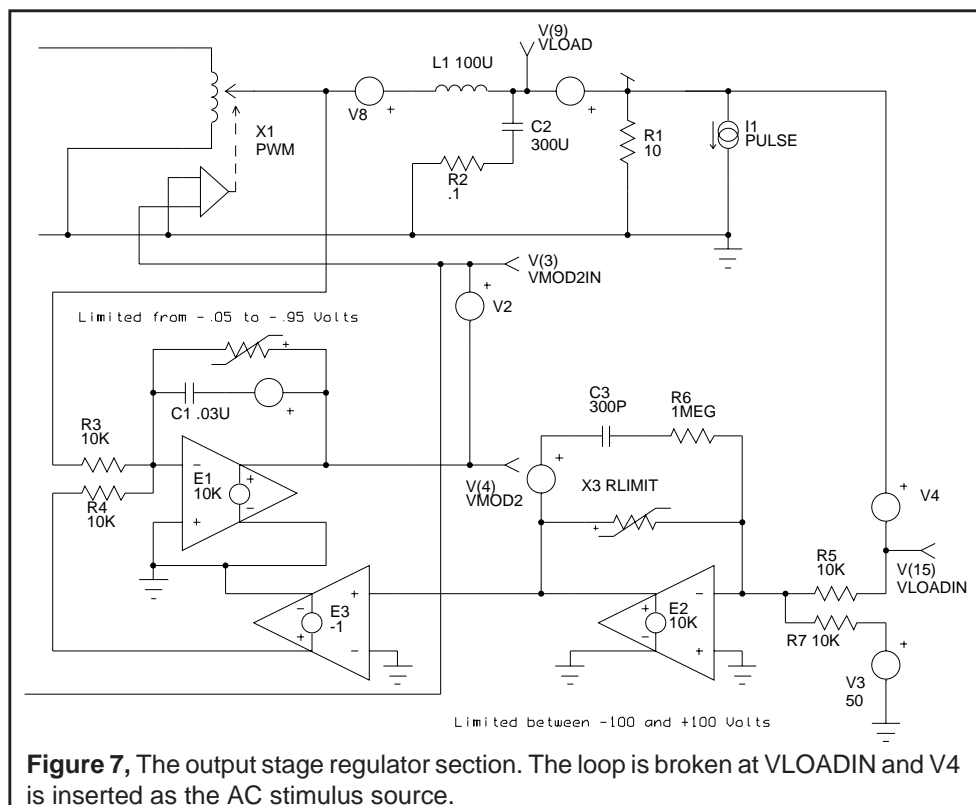 V(9)
VLOAD
L1 100U
V8
+
+
X1
PWM
C2
300U
R1
10
I1
PULSE
R2
.1
V(3)
VMOD2IN
+
V2
Limited from -.05 to -.95 Volts
+
C1 .03U
+
C3
300P
R6
1MEG
R3
10K
R4
10K
-
E1
10K
+
-
+
V(4)
VMOD2
+
X3 RLIMIT
+
+
V4
R5
10K
V(15)
VLOADIN
-
E3
-1
+
+
-
+
E2
10K
-
-
+
R7 10K
+
V3
50
Limited between -100 and +100 Volts
Figure 7, The output stage regulator section. The loop is broken at VLOADIN and V4
is inserted as the AC stimulus source.